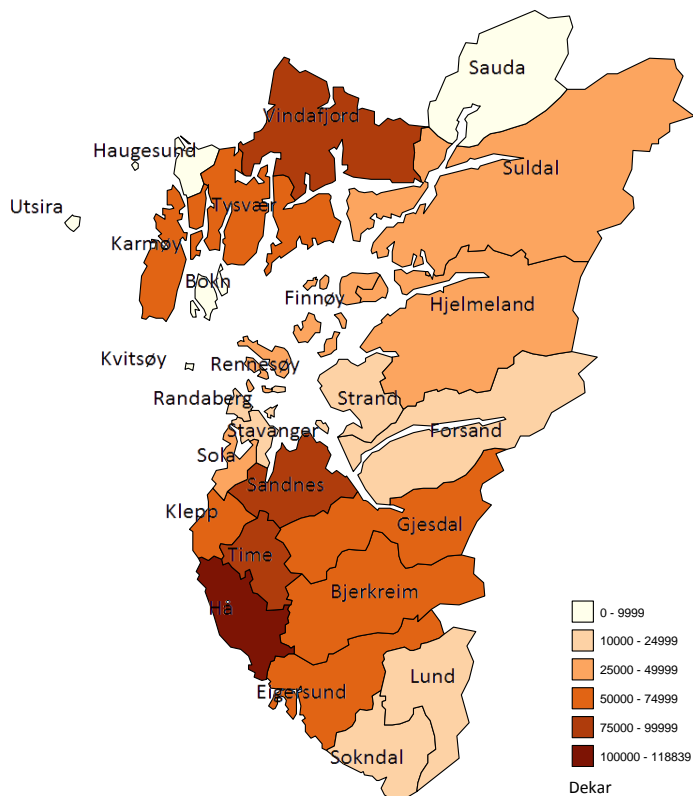 Sauda
Vindafjord
Haugesund
Suldal
Utsira
Tysvær
Karmøy
Bokn
Finnøy
Hjelmeland
Kvitsøy
Rennesøy
Randaberg
Strand
Stavanger
Forsand
Sola
Sandnes
Klepp
Gjesdal
Time
Bjerkreim
Hå
Eigersund
Lund
Sokndal
0 - 9999
10000 - 24999
25000 - 49999
50000 - 74999
75000 - 99999
100000 - 118839
Dekar